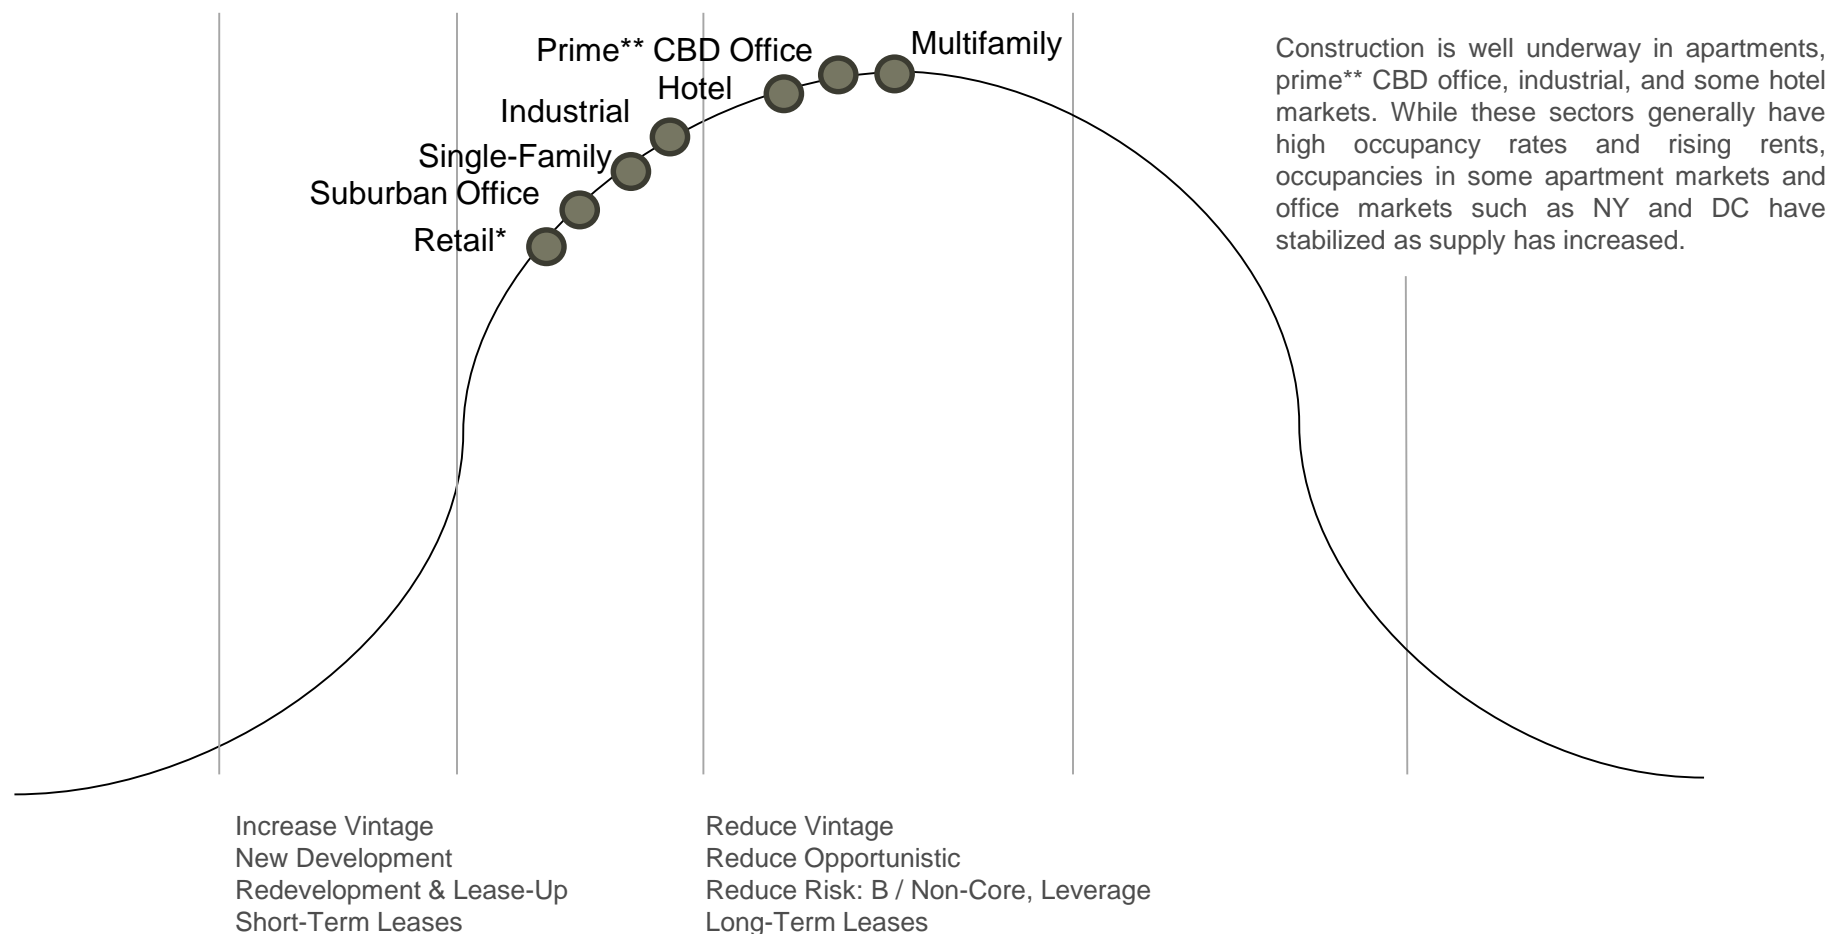 Prime** CBD Office
Multifamily
Hotel
Industrial
Single-Family
Suburban Office
Retail*
Construction is well underway in apartments,
prime** CBD office, industrial, and some hotel
markets. While these sectors generally have
high occupancy rates and rising rents,
occupancies in some apartment markets and
office markets such as NY and DC have
stabilized as supply has increased.
Increase Vintage
New Development
Redevelopment & Lease-Up
Short-Term Leases
Reduce Vintage
Reduce Opportunistic
Reduce Risk: B / Non-Core, Leverage
Long-Term Leases